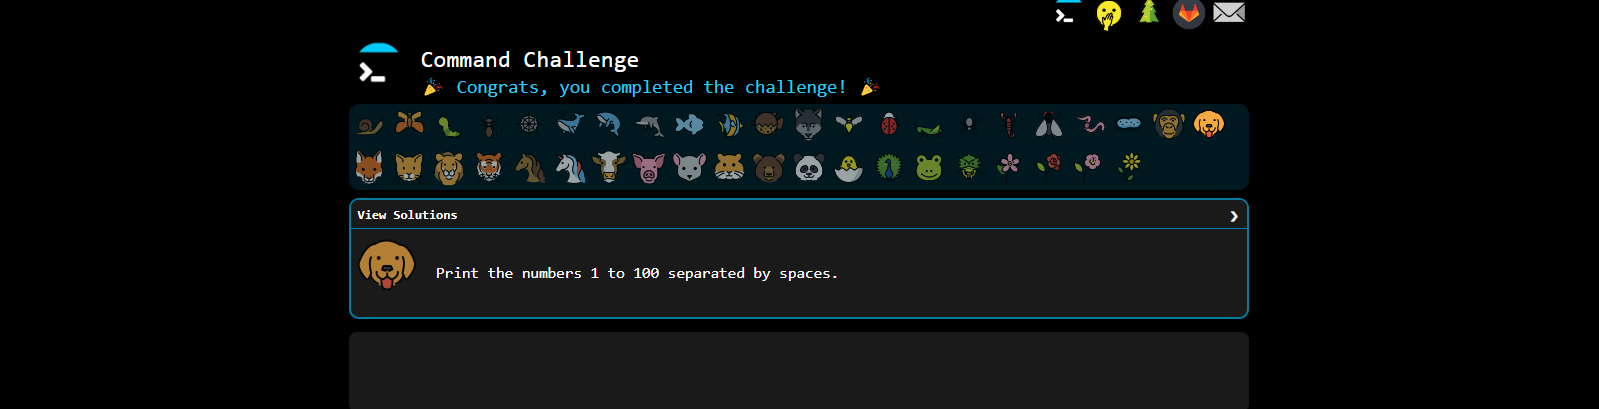 Command Challenge
🎉 Congrats, you completed the challenge! 🎉
View Solutions
Print the numbers 1 to 100 separated by spaces.